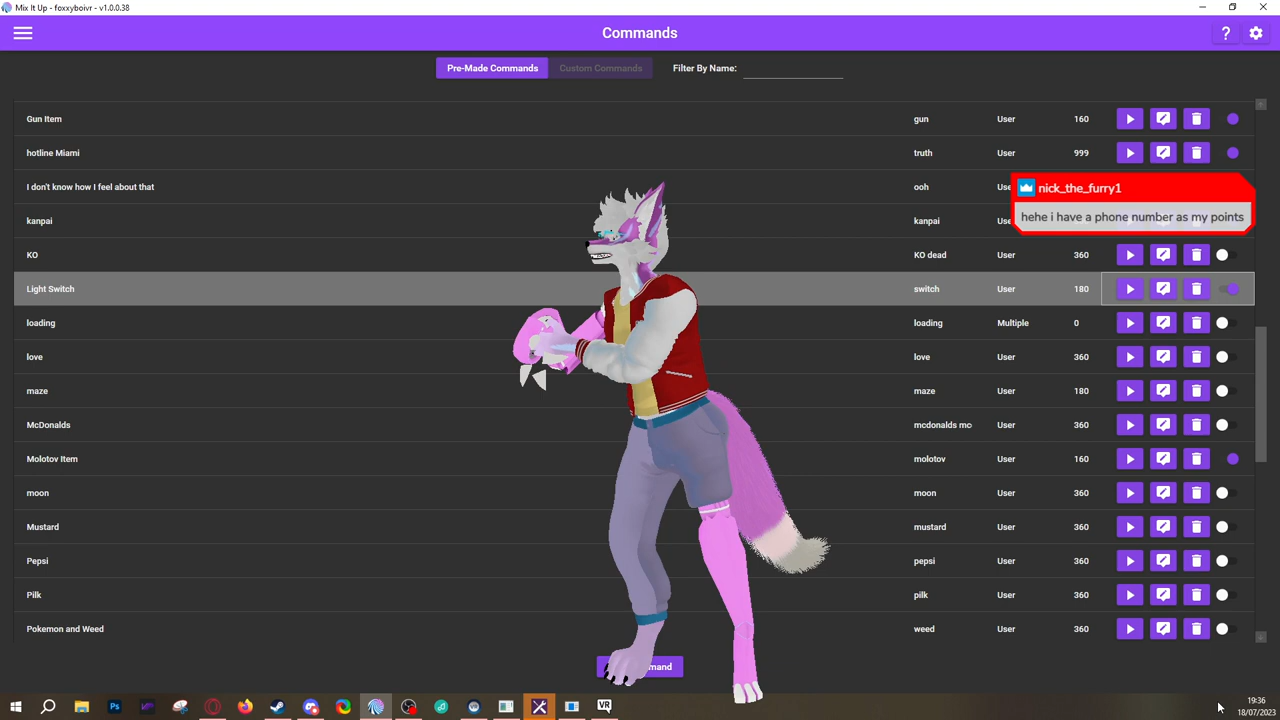 Mix It Up - foxxyboivr - v1.0.0.38
Commands
?
Pre-Made Commands Custom Commands Filter By Name:
Gun Item gun User 160
hotline Miami truth User 999
I don't know how I feel about that ooh
nick_the_furry1
hehe i have a phone number as my points
kanpai kanpai
KO KO dead User 360
Light Switch switch User 180
loading loading Multiple 0
love love User 360
maze maze User 180
McDonalds mcdonalds mc User 360
Molotov Item molotov User 160
moon moon User 360
Mustard mustard User 360
Pepsi pepsi User 360
Pilk pilk User 360
Pokemon and Weed weed User 360
Ps
VR
19:36
18/07/2023